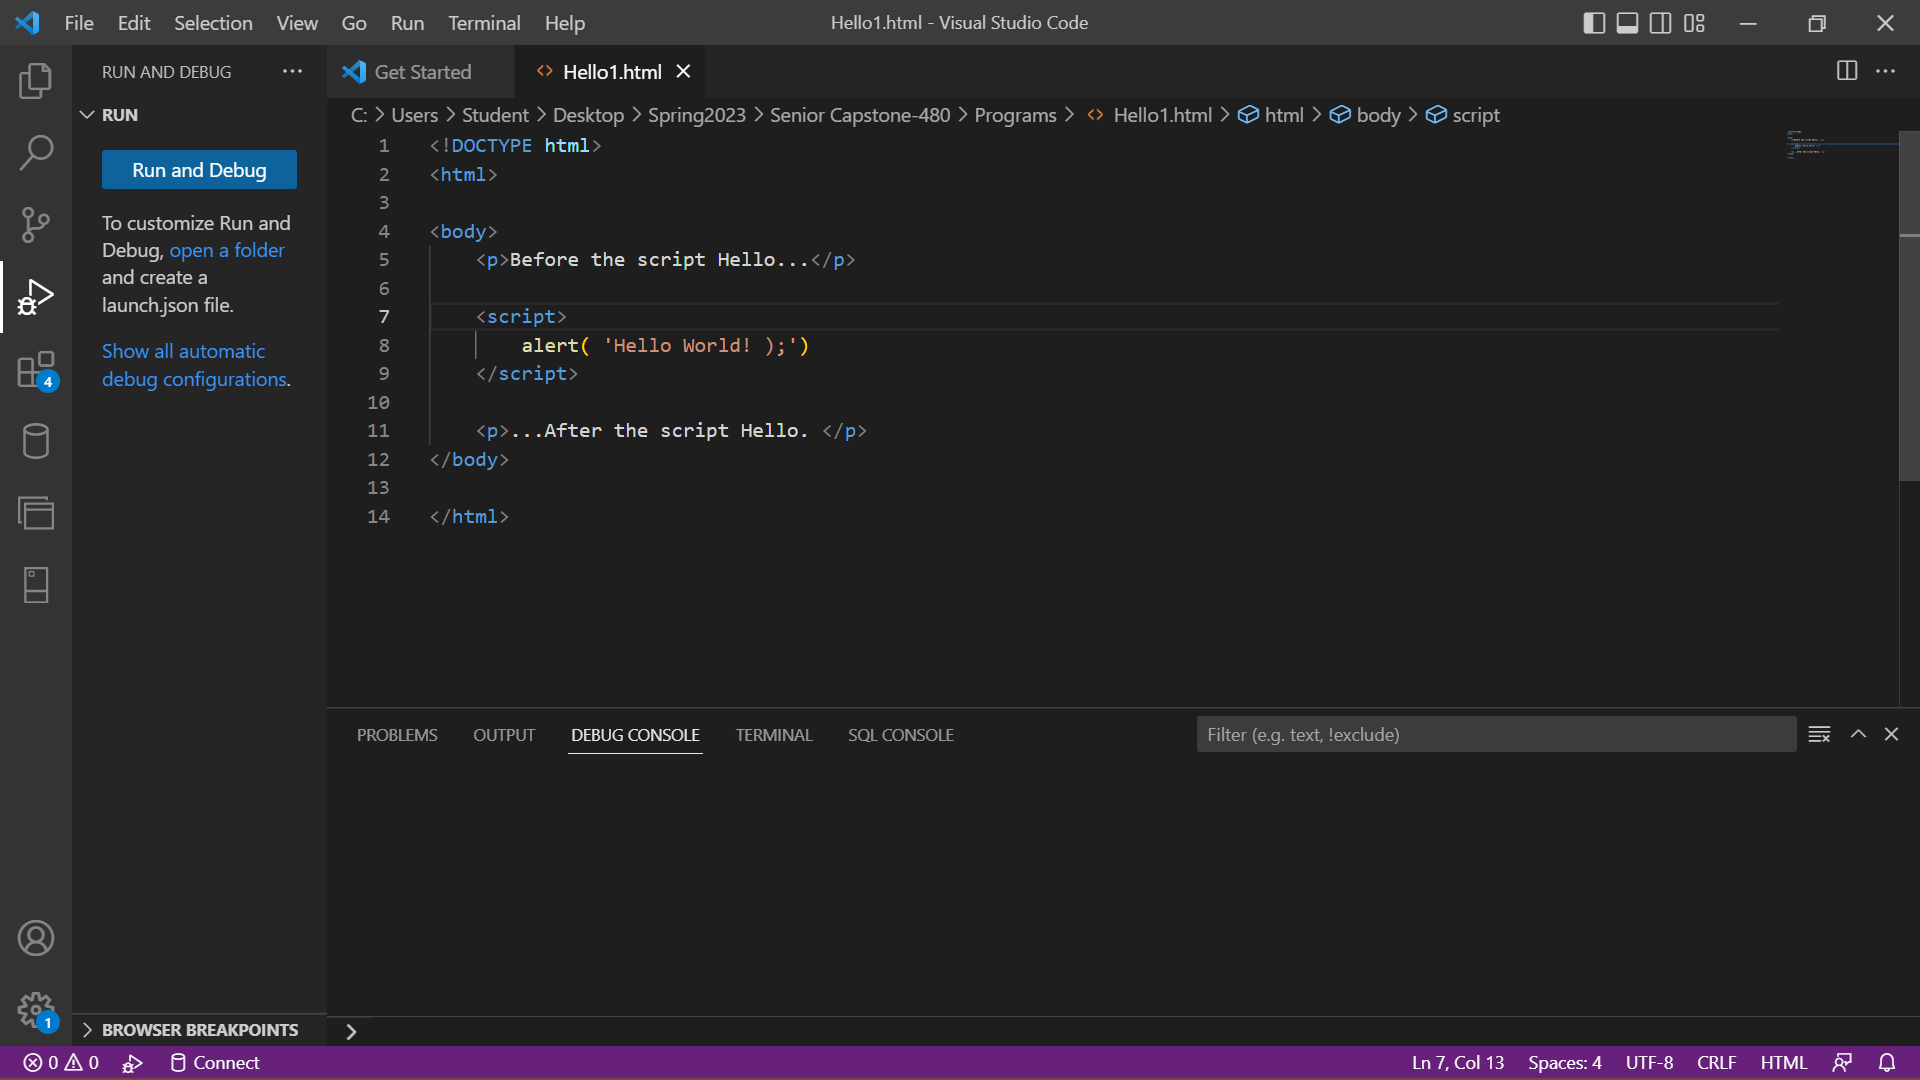 File Edit Selection View Go Run Terminal Help
Hello1.html - Visual Studio Code
RUN AND DEBUG
RUN
Run and Debug
To customize Run and
Debug, open a folder
and create a
launch.json file.
Show all automatic
debug configurations.
4
1
BROWSER BREAKPOINTS
Get Started
Hello1.html
C: > Users > Student > Desktop > Spring2023 > Senior Capstone-480 > Programs > Hello1.html > html > body > script
1 <!DOCTYPE html>
2 <html>
3
4 <body>
5     <p>Before the script Hello...</p>
6
7     <script>
8         alert( 'Hello World! );')
9     </script>
10
11     <p>...After the script Hello. </p>
12 </body>
13
14 </html>
PROBLEMS OUTPUT DEBUG CONSOLE TERMINAL SQL CONSOLE
Filter (e.g. text, !exclude)
0 0 Connect
Ln 7, Col 13 Spaces: 4 UTF-8 CRLF HTML